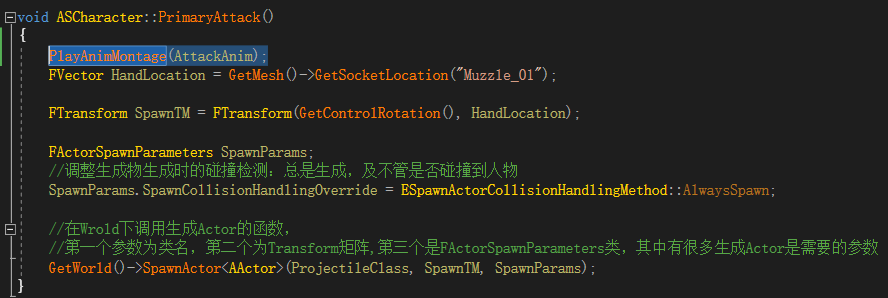 void ASCharacter::PrimaryAttack()
{
PlayAnimMontage(AttackAnim);
FVector HandLocation = GetMesh()->GetSocketLocation("Muzzle_01");
FTransform SpawnTM = FTransform(GetControlRotation(), HandLocation);
FActorSpawnParameters SpawnParams;
//调整生成物生成时的碰撞检测：总是生成，及不管是否碰撞到人物
SpawnParams.SpawnCollisionHandlingOverride = ESpawnActorCollisionHandlingMethod::AlwaysSpawn;
//在Wrold下调用生成Actor的函数，
//第一个参数为类名，第二个为Transform矩阵,第三个是FActorSpawnParameters类，其中有很多生成Actor是需要的参数
GetWorld()->SpawnActor<AActor>(ProjectileClass, SpawnTM, SpawnParams);
}